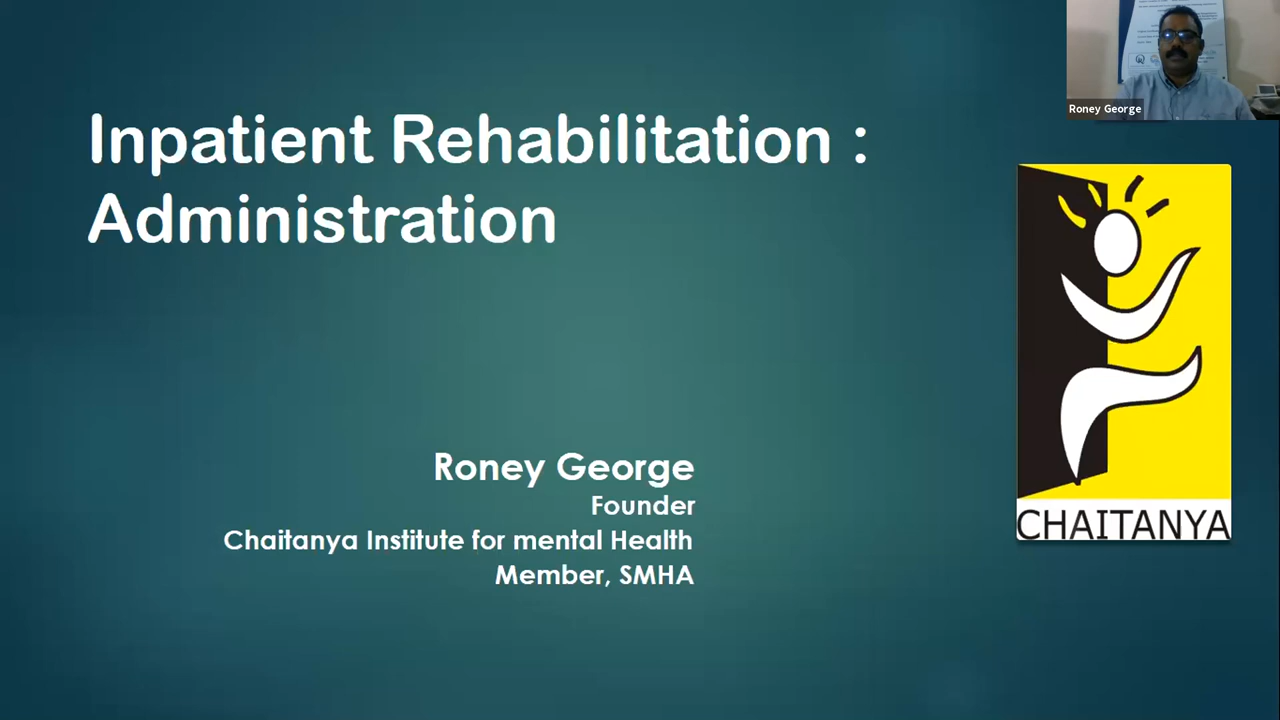 Inpatient Rehabilitation :
Administration
Roney George
Roney George
Founder
Chaitanya Institute for mental Health
Member, SMHA
CHAITANYA